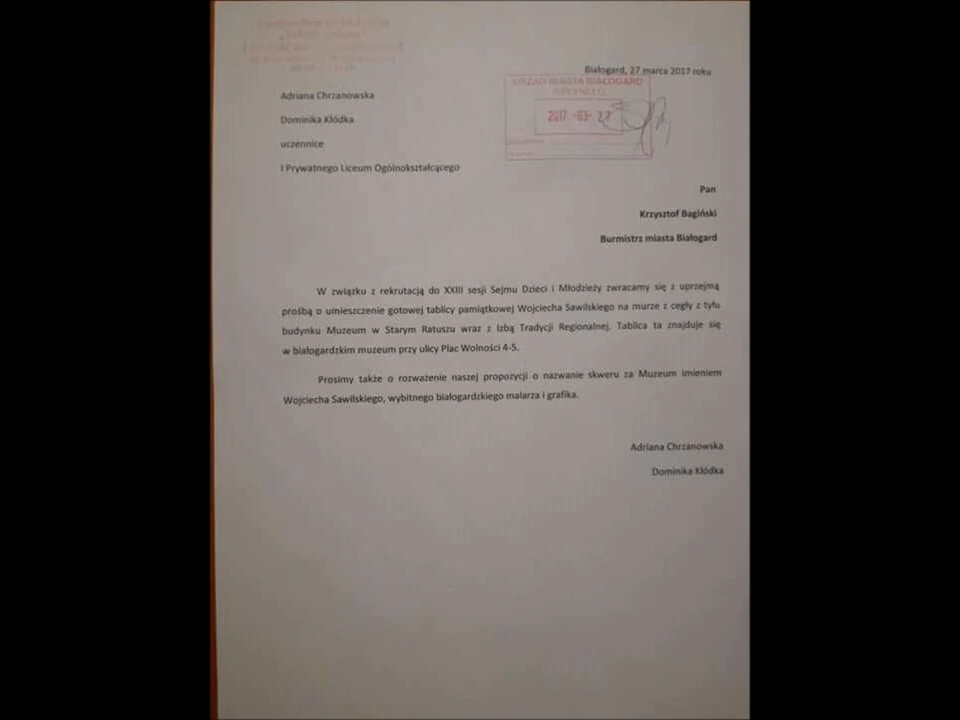 Białogard, 27 marca 2017 roku
URZĄD MIASTA BIAŁOGARD
WPŁYNĘŁO
2017 -03- 27
Adriana Chrzanowska
Dominika Kłódka
uczennice
I Prywatnego Liceum Ogólnokształcącego
Pan
Krzysztof Bagiński
Burmistrz miasta Białogard
W związku z rekrutacją do XXIII sesji Sejmu Dzieci i Młodzieży zwracamy się z uprzejmą
prośbą o umieszczenie gotowej tablicy pamiątkowej Wojciecha Sawilskiego na murze z cegły z tyłu
budynku Muzeum w Starym Ratuszu wraz z Izbą Tradycji Regionalnej. Tablica ta znajduje się
w białogardzkim muzeum przy ulicy Plac Wolności 4-5.
Prosimy także o rozważenie naszej propozycji o nazwanie skweru za Muzeum imieniem
Wojciecha Sawilskiego, wybitnego białogardzkiego malarza i grafika.
Adriana Chrzanowska
Dominika Kłódka